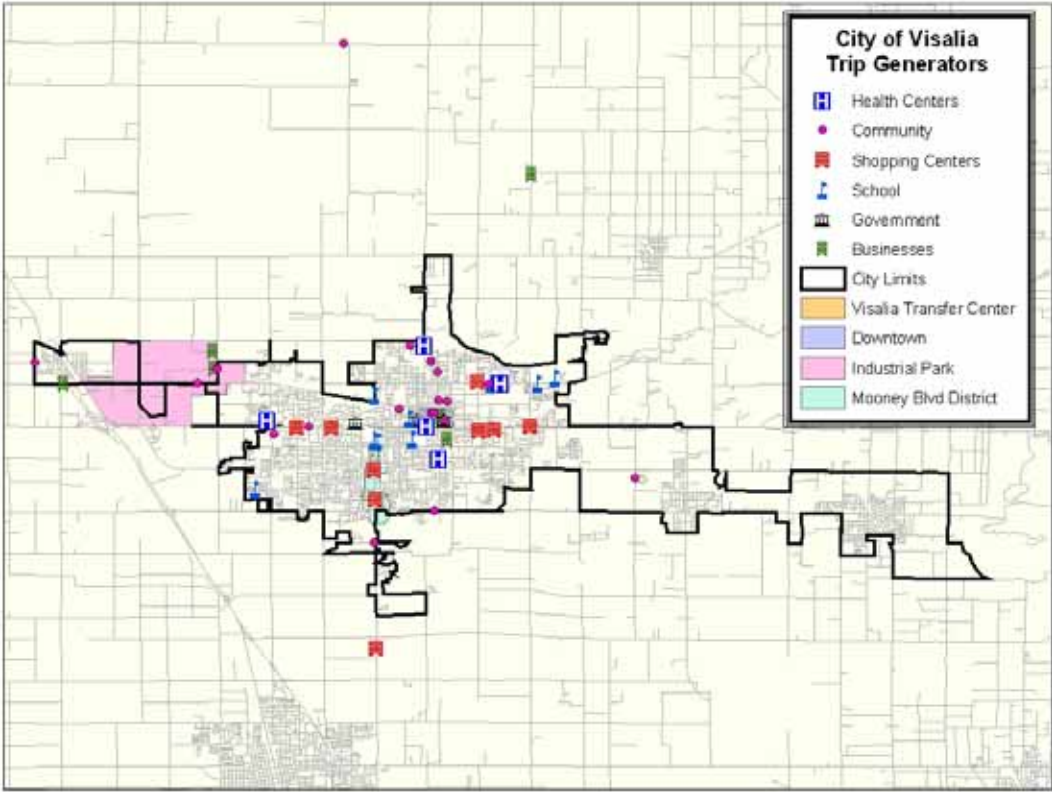 City of Visalia
Trip Generators
H Health Centers
Community
Shopping Centers
School
Government
Businesses
City Limits
Visalia Transfer Center
Downtown
Industrial Park
Mooney Blvd District
H
H
H
H
H